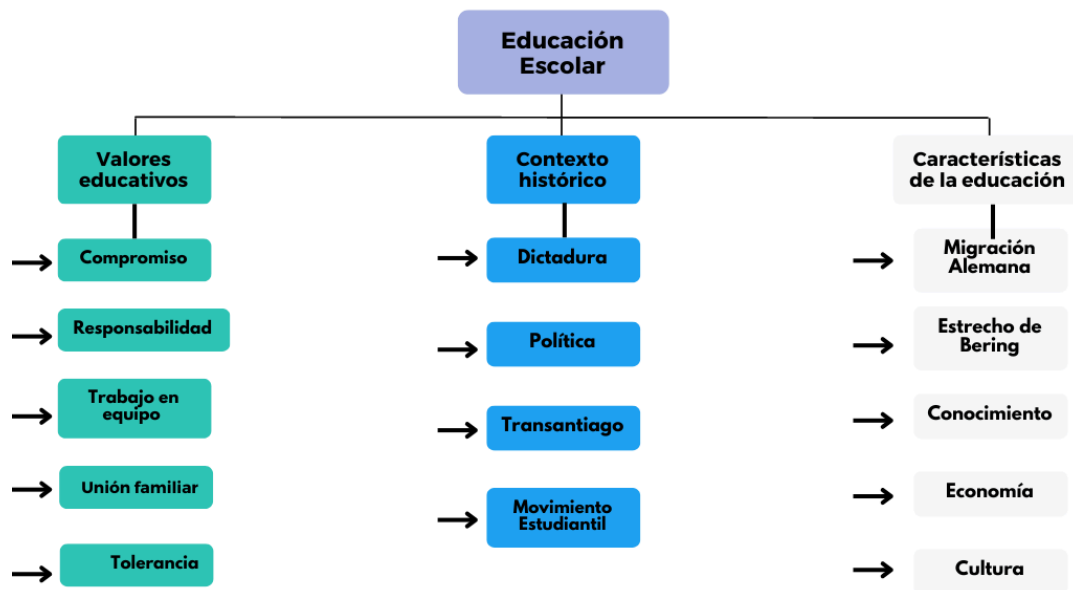 Educación
Escolar
Valores
educativos
Compromiso
Responsabilidad
Trabajo en
equipo
Unión familiar
Tolerancia
Contexto
histórico
Dictadura
Política
Transantiago
Movimiento
Estudiantil
Características
de la educación
Migración
Alemana
Estrecho de
Bering
Conocimiento
Economía
Cultura